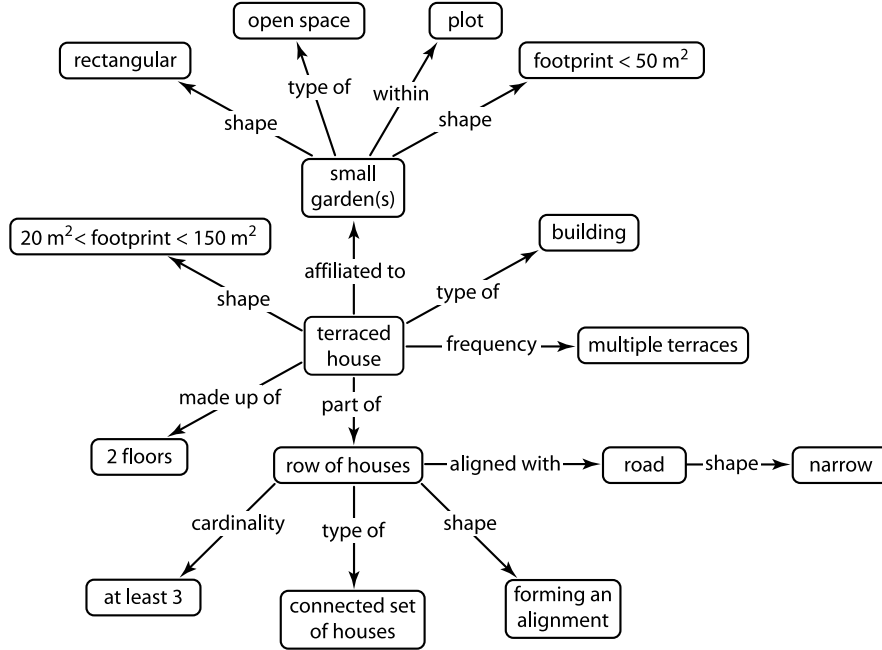 open space
plot
rectangular
footprint < 50 m²
type of
within
shape
shape
small
garden(s)
20 m² < footprint < 150 m²
building
affiliated to
type of
shape
terraced
house
frequency
multiple terraces
made up of
part of
2 floors
row of houses
aligned with
road
shape
narrow
cardinality
type of
shape
at least 3
connected set
of houses
forming an
alignment